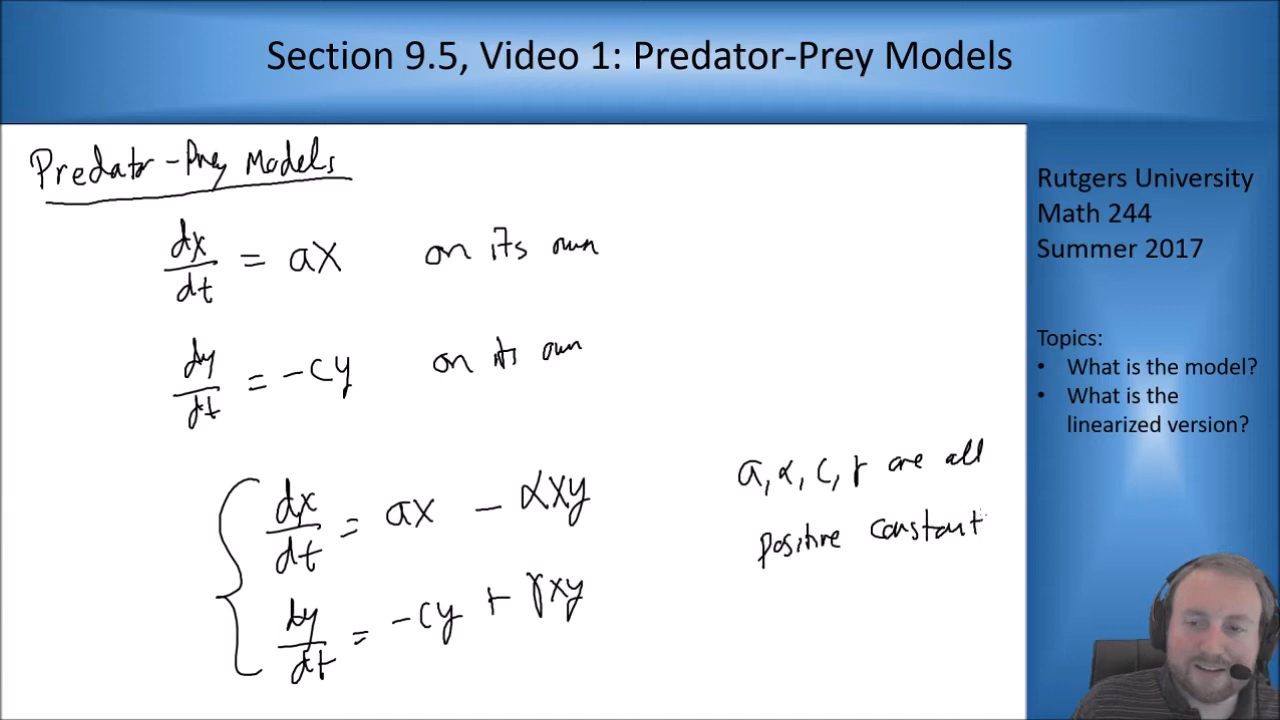 Section 9.5, Video 1: Predator-Prey Models
Predator-Prey Models
dx/dt = ax on its own
dy/dt = -cy on its own
dx/dt = ax - αxy
dy/dt = -cy + γxy
a, α, c, γ are all
positive constant
Rutgers University
Math 244
Summer 2017
Topics:
• What is the model?
• What is the
linearized version?